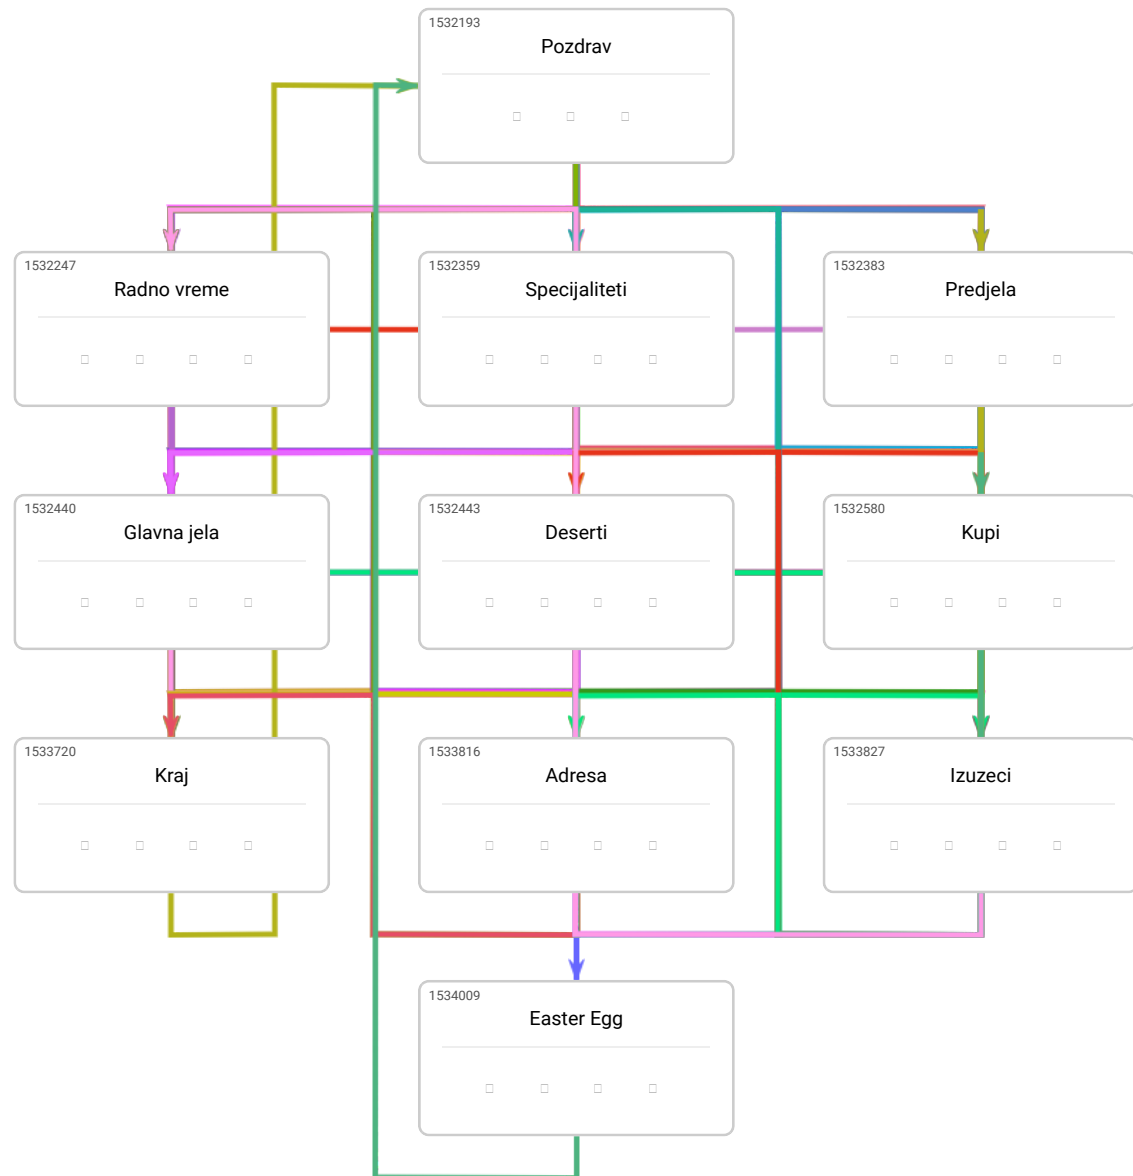 1532193
Pozdrav
1532247
Radno vreme
1532359
Specijaliteti
1532383
Predjela
1532440
Glavna jela
1532443
Deserti
1532580
Kupi
1533720
Kraj
1533816
Adresa
1533827
Izuzeci
1534009
Easter Egg